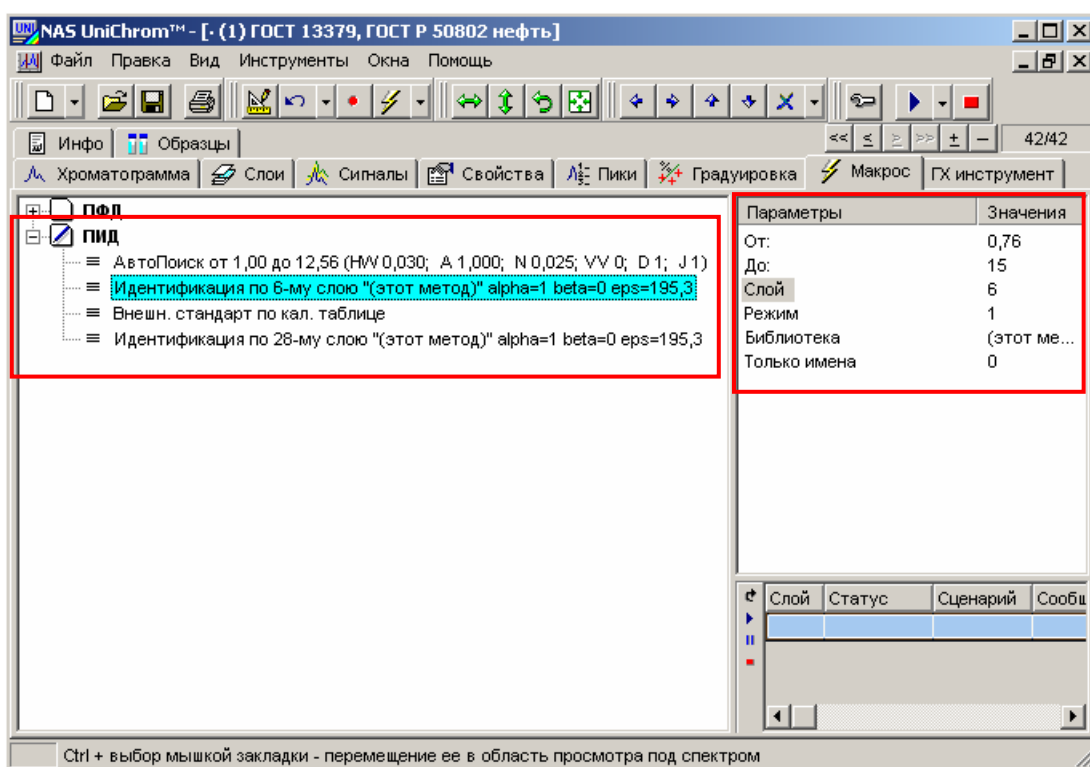 NAS UniChrom™ - [· (1) ГОСТ 13379, ГОСТ Р 50802 нефть]
Файл Правка Вид Инструменты Окна Помощь
Инфо Образцы << ≤ ≥ >> ± − 42/42
Хроматограмма Слои Сигналы Свойства Пики Градуировка Макрос ГХ инструмент
ПФД
ПИД
АвтоПоиск от 1,00 до 12,56 (HW 0,030; A 1,000; N 0,025; VV 0; D 1; J 1)
Идентификация по 6-му слою "(этот метод)" alpha=1 beta=0 eps=195,3
Внешн. стандарт по кал. таблице
Идентификация по 28-му слою "(этот метод)" alpha=1 beta=0 eps=195,3
Параметры Значения
От: 0,76
До: 15
Слой 6
Режим 1
Библиотека (этот ме...
Только имена 0
Слой Статус Сценарий Сообщ
Ctrl + выбор мышкой закладки - перемещение ее в область просмотра под спектром